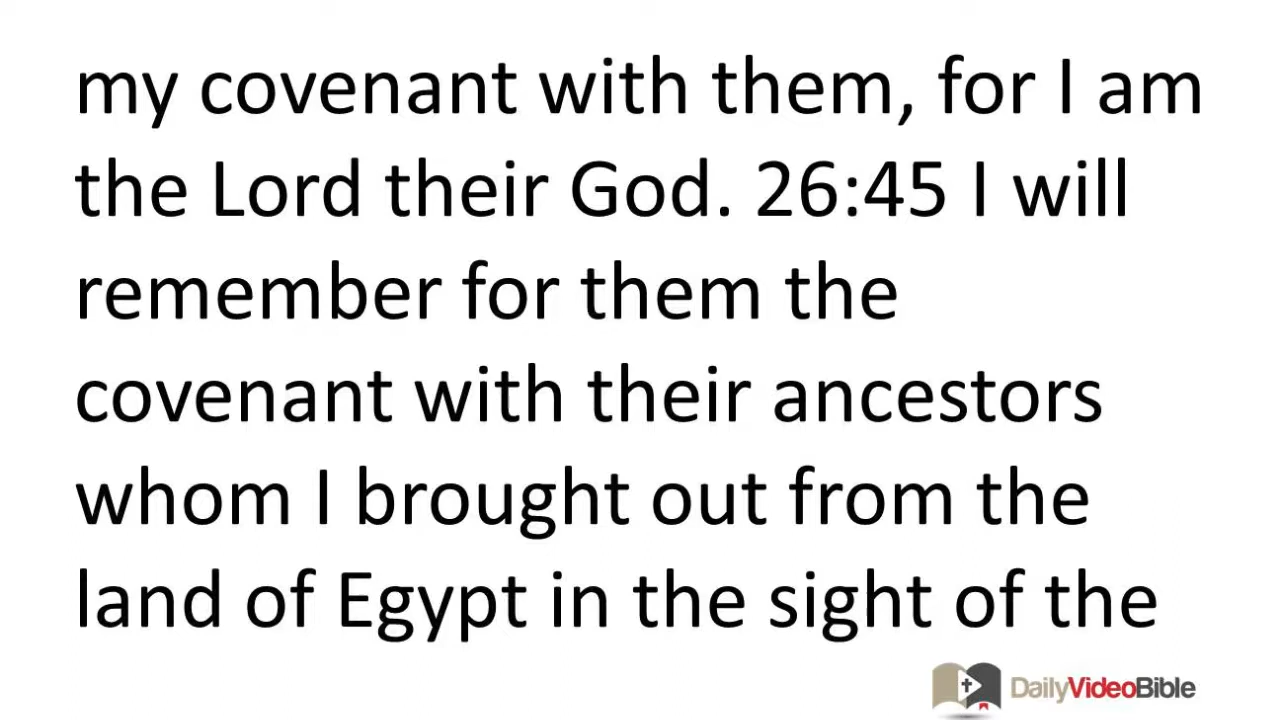 my covenant with them, for I am
the Lord their God. 26:45 I will
remember for them the
covenant with their ancestors
whom I brought out from the
land of Egypt in the sight of the
DailyVideoBible